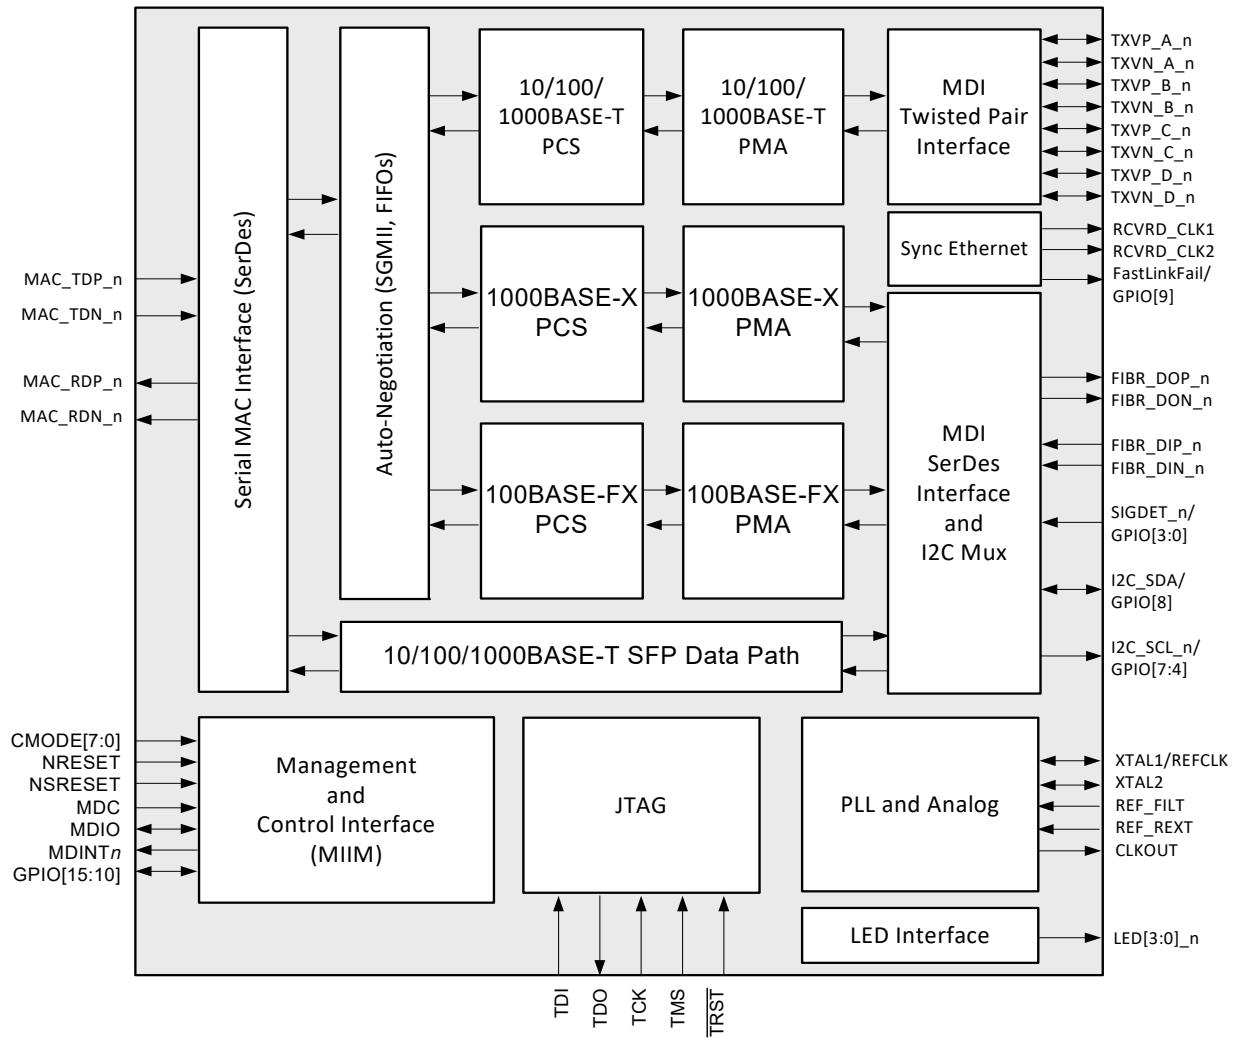 10/100/
1000BASE-T
PCS
10/100/
1000BASE-T
PMA
MDI
Twisted Pair
Interface
TXVP_A_n
TXVN_A_n
TXVP_B_n
TXVN_B_n
TXVP_C_n
TXVN_C_n
TXVP_D_n
TXVN_D_n
Sync Ethernet
RCVRD_CLK1
RCVRD_CLK2
FastLinkFail/
GPIO[9]
MAC_TDP_n
MAC_TDN_n
MAC_RDP_n
MAC_RDN_n
Serial MAC Interface (SerDes)
Auto-Negotiation (SGMII, FIFOs)
1000BASE-X
PCS
1000BASE-X
PMA
100BASE-FX
PCS
100BASE-FX
PMA
MDI
SerDes
Interface
and
I2C Mux
FIBR_DOP_n
FIBR_DON_n
FIBR_DIP_n
FIBR_DIN_n
SIGDET_n/
GPIO[3:0]
I2C_SDA/
GPIO[8]
I2C_SCL_n/
GPIO[7:4]
10/100/1000BASE-T SFP Data Path
CMODE[7:0]
NRESET
NSRESET
MDC
MDIO
MDINTn
GPIO[15:10]
Management
and
Control Interface
(MIIM)
JTAG
PLL and Analog
XTAL1/REFCLK
XTAL2
REF_FILT
REF_REXT
CLKOUT
LED Interface
LED[3:0]_n
TDI
TDO
TCK
TMS
TRST